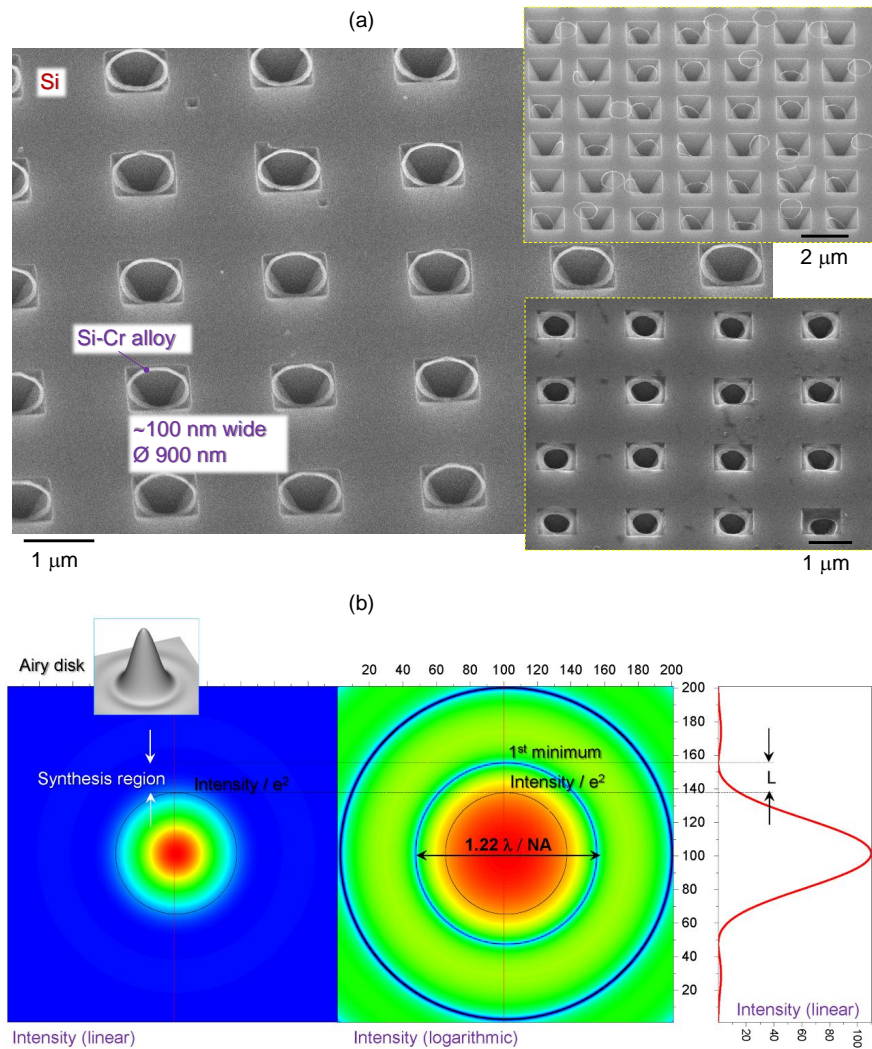 (a)
Si
2 μm
Si-Cr alloy
~100 nm wide
Ø 900 nm
1 μm
1 μm
(b)
Airy disk
20 40 60 80 100 120 140 160 180 200
200
180
160
140
120
100
80
60
40
20
1st minimum
Synthesis region
Intensity / e2
Intensity / e2
L
1.22 λ / NA
Intensity (linear)
Intensity (logarithmic)
Intensity (linear)
20 40 60 80 100